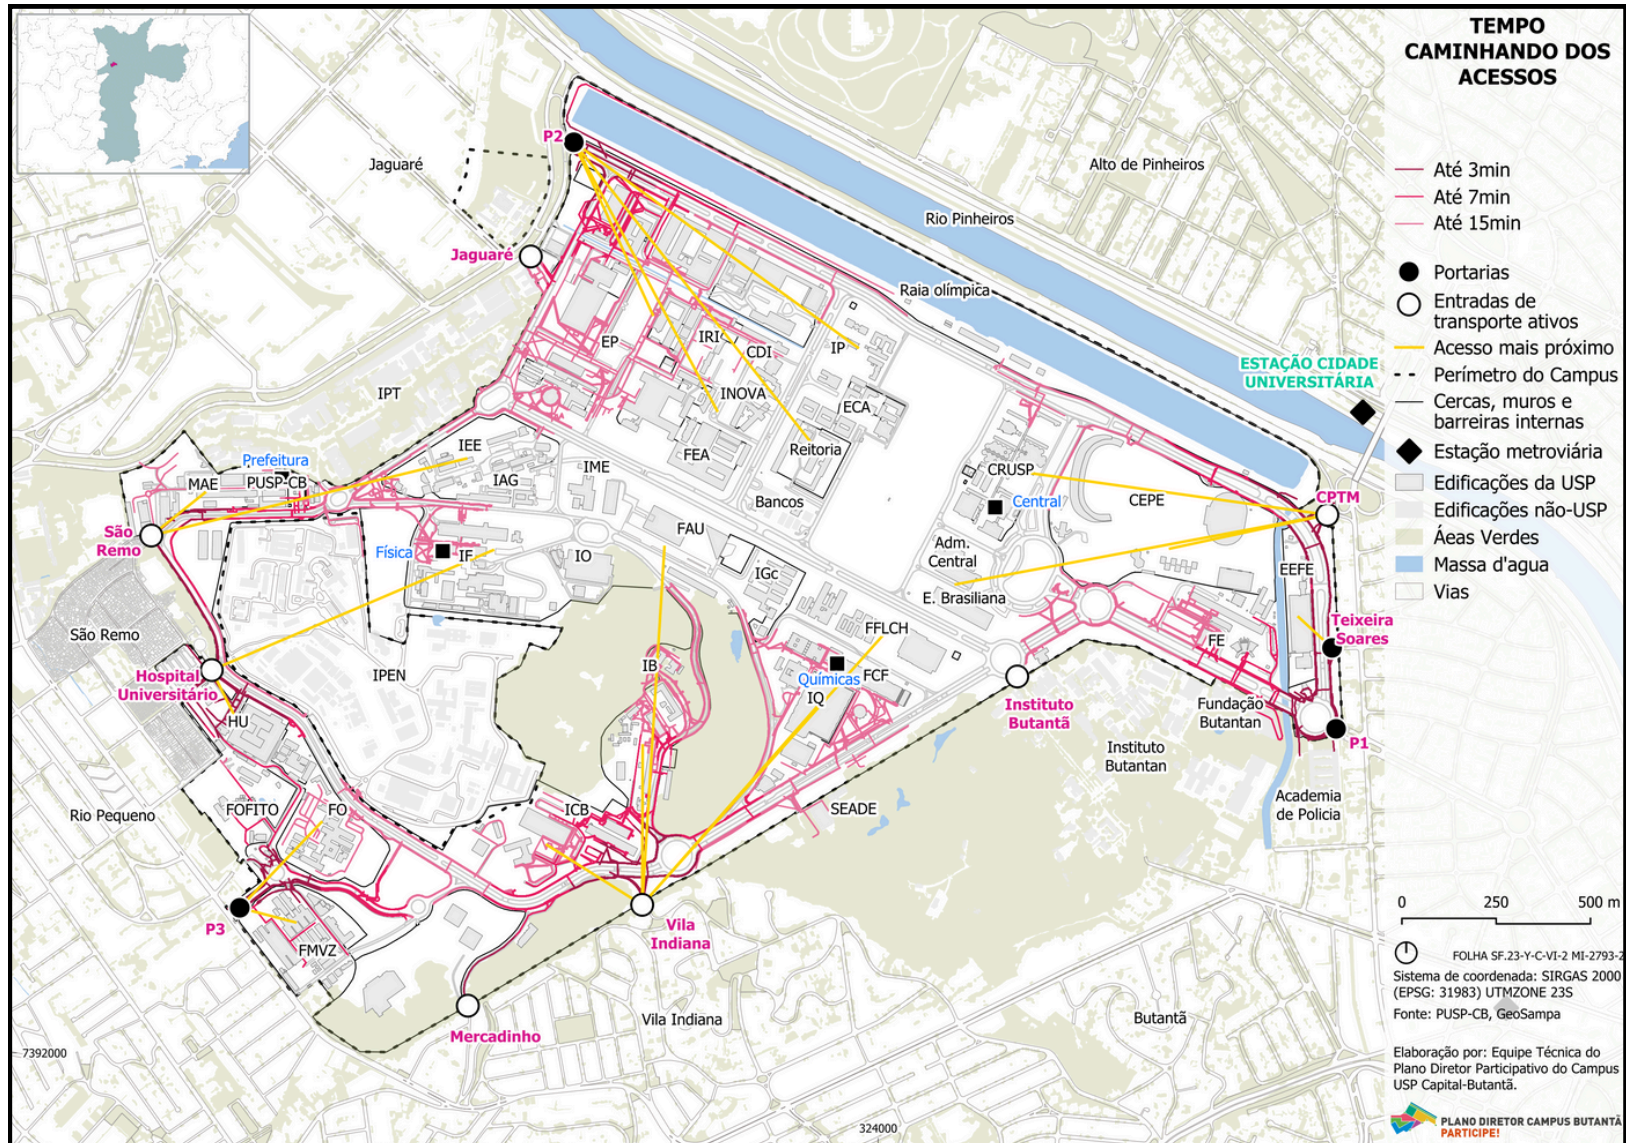 TEMPO
CAMINHANDO DOS
ACESSOS
Até 3min
Até 7min
Até 15min
Portarias
Entradas de
transporte ativos
Acesso mais próximo
Perímetro do Campus
Cercas, muros e
barreiras internas
Estação metroviária
Edificações da USP
Edificações não-USP
Áeas Verdes
Massa d'agua
Vias
P2
Jaguaré
Alto de Pinheiros
Rio Pinheiros
Jaguaré
Raia olímpica
IRI
EP
CDI
IP
ESTAÇÃO CIDADE
UNIVERSITÁRIA
IPT
INOVA
ECA
IEE
Reitoria
Prefeitura
FEA
IME
CRUSP
MAE
PUSP-CB
IAG
CPTM
CEPE
Bancos
Central
São
Remo
FAU
Física
IF
IO
Adm.
Central
EEFE
IGc
E. Brasiliana
Teixeira
Soares
São Remo
FFLCH
FE
IPEN
IB
Hospital
Universitário
Químicas
FCF
IQ
Instituto
Butantã
Fundação
Butantan
HU
P1
Instituto
Butantan
Rio Pequeno
FOFITO
FO
ICB
SEADE
Academia
de Policia
P3
Vila
Indiana
FMVZ
Mercadinho
Vila Indiana
Butantã
7392000
324000
0 250 500 m
FOLHA SF.23-Y-C-VI-2 MI-2793-2
Sistema de coordenada: SIRGAS 2000
(EPSG: 31983) UTMZONE 23S
Fonte: PUSP-CB, GeoSampa
Elaboração por: Equipe Técnica do
Plano Diretor Participativo do Campus
USP Capital-Butantã.
PLANO DIRETOR CAMPUS BUTANTÃ
PARTICIPE!